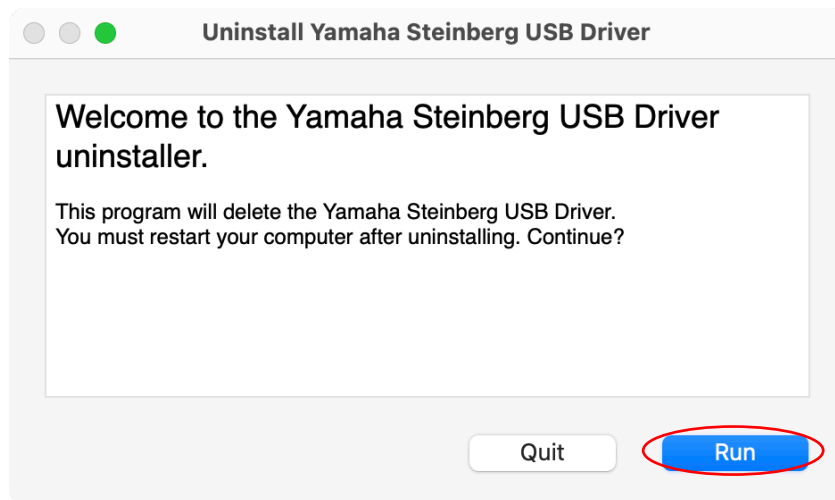 Uninstall Yamaha Steinberg USB Driver
Welcome to the Yamaha Steinberg USB Driver
uninstaller.
This program will delete the Yamaha Steinberg USB Driver.
You must restart your computer after uninstalling. Continue?
Quit
Run